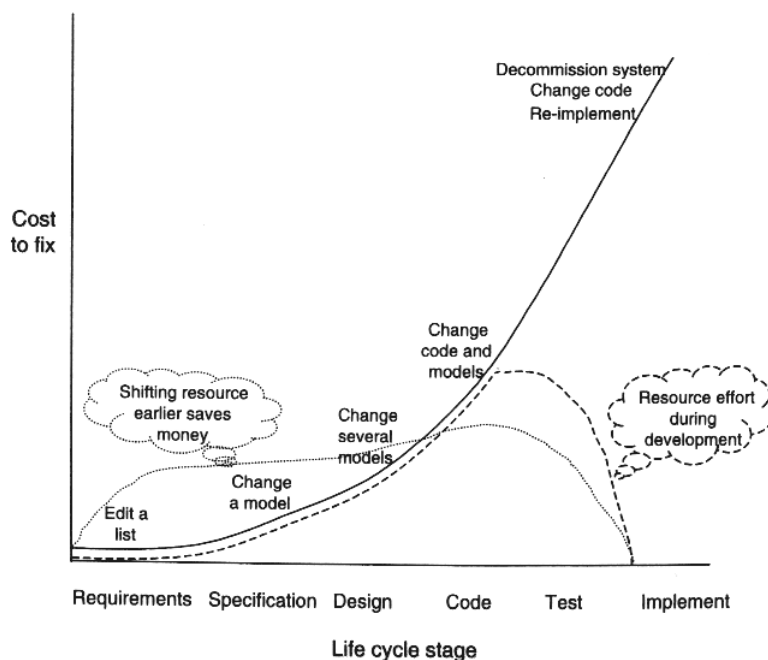 Decommission system
Change code
Re-implement
Cost
to fix
Change
code and
models
Shifting resource
earlier saves
money
Change
several
models
Resource effort
during
development
Change
a model
Edit a
list
Requirements Specification Design Code Test Implement
Life cycle stage